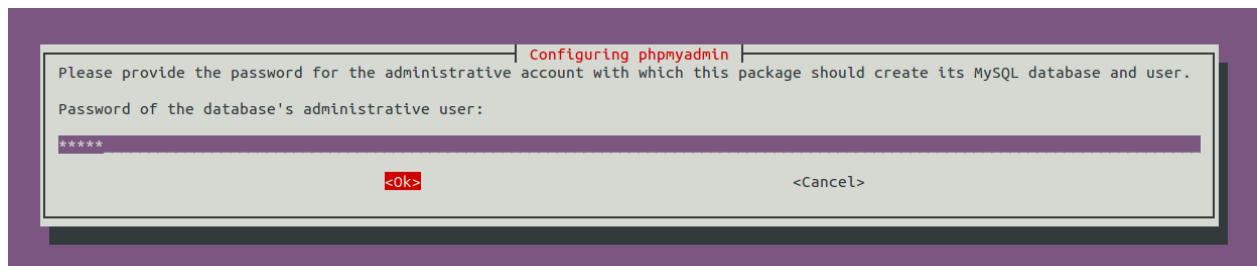 Configuring phpmyadmin
Please provide the password for the administrative account with which this package should create its MySQL database and user.
Password of the database's administrative user:
*****
<Ok> <Cancel>